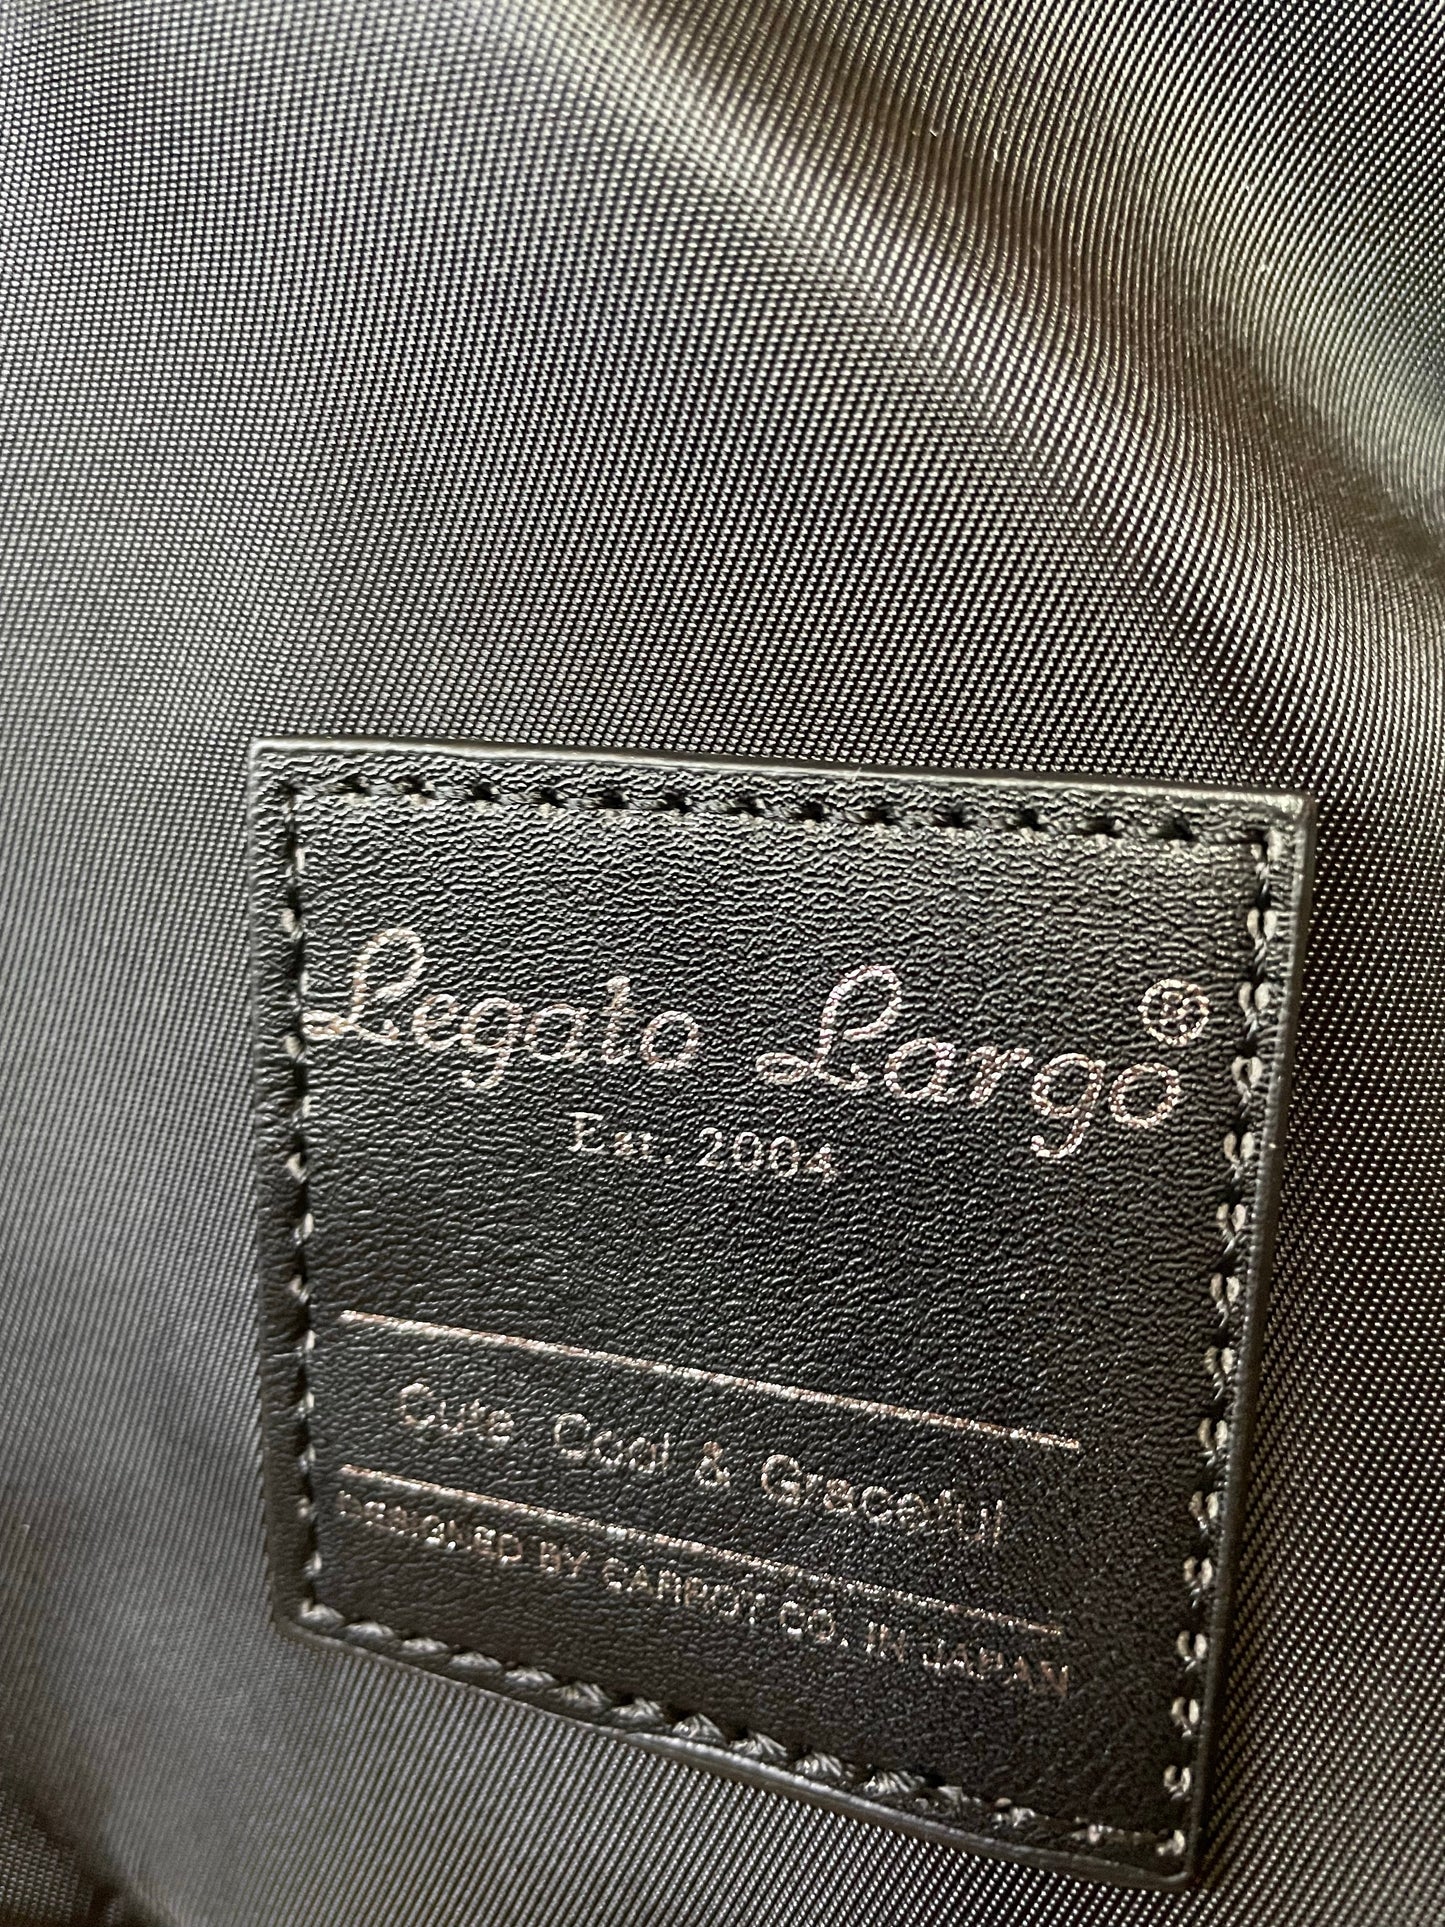 Legato Largo®
Est. 2004
Cute, Cool & Graceful
DESIGNED BY CARROT CO. IN JAPAN